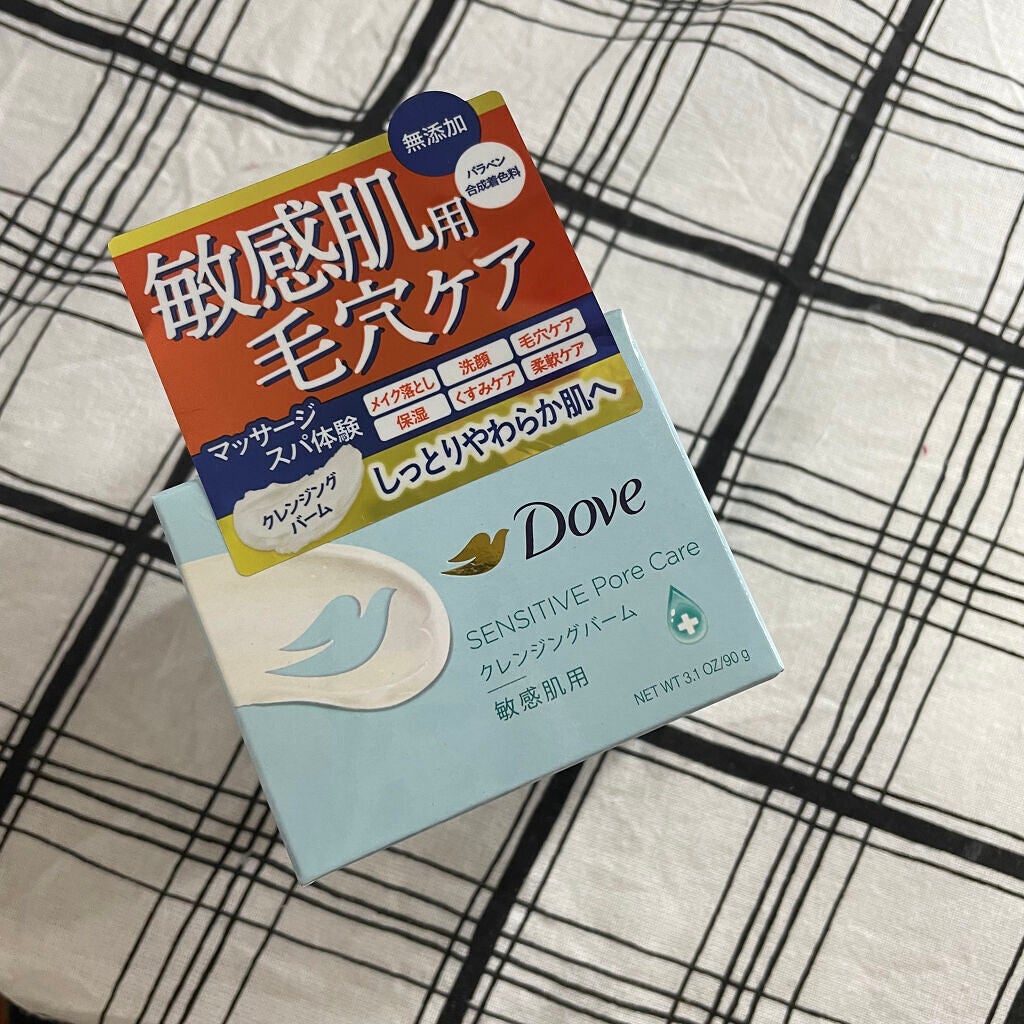 無添加
パラベン
合成着色料
敏感肌用
毛穴ケア
マッサージ
スパ体験
メイク落とし
洗顔
毛穴ケア
保湿
くすみケア
柔軟ケア
クレンジング
バーム
しっとりやわらか肌へ
Dove
SENSITIVE Pore Care
クレンジングバーム
敏感肌用
NET WT 3.1 OZ/90 g